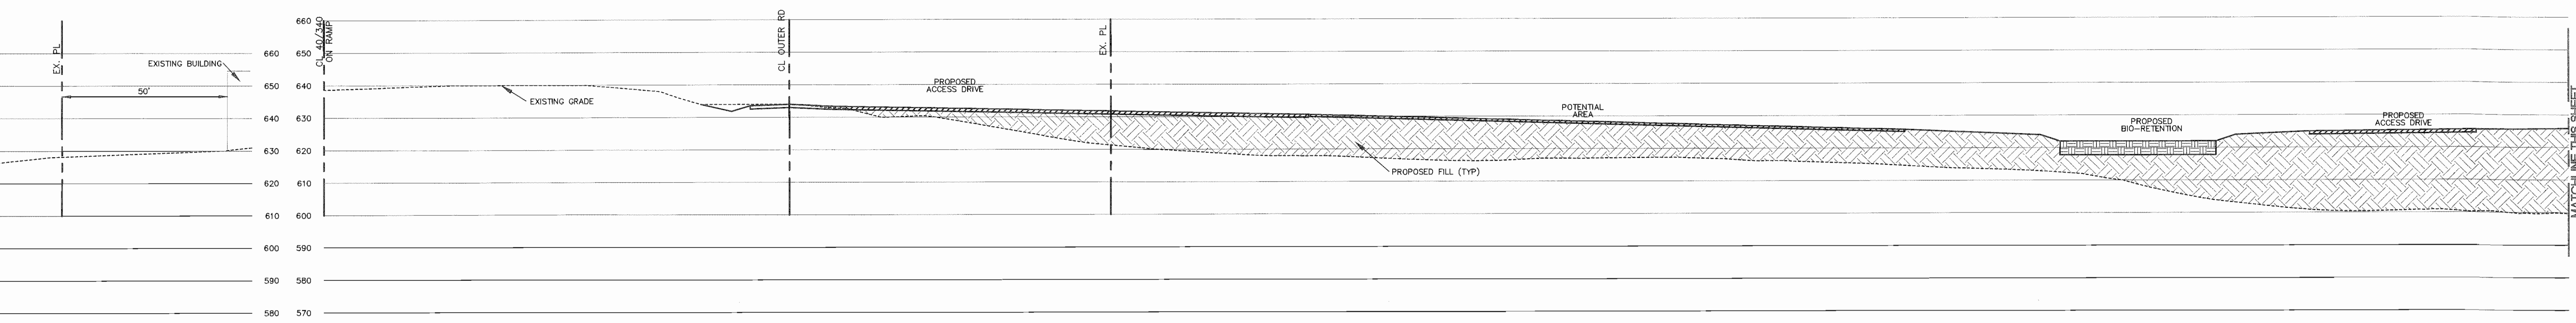 EX. PL
EXISTING BUILDING
50'
660
650
640
630
620
610
600
590
580
660
650
640
630
620
610
600
590
580
570
CL 40/340
ON RAMP
EXISTING GRADE
CL OUTER RD
PROPOSED
ACCESS DRIVE
EX. PL
PROPOSED FILL (TYP)
POTENTIAL
AREA
PROPOSED
BIO-RETENTION
PROPOSED
ACCESS DRIVE
MATCHLINE THIS SHEET